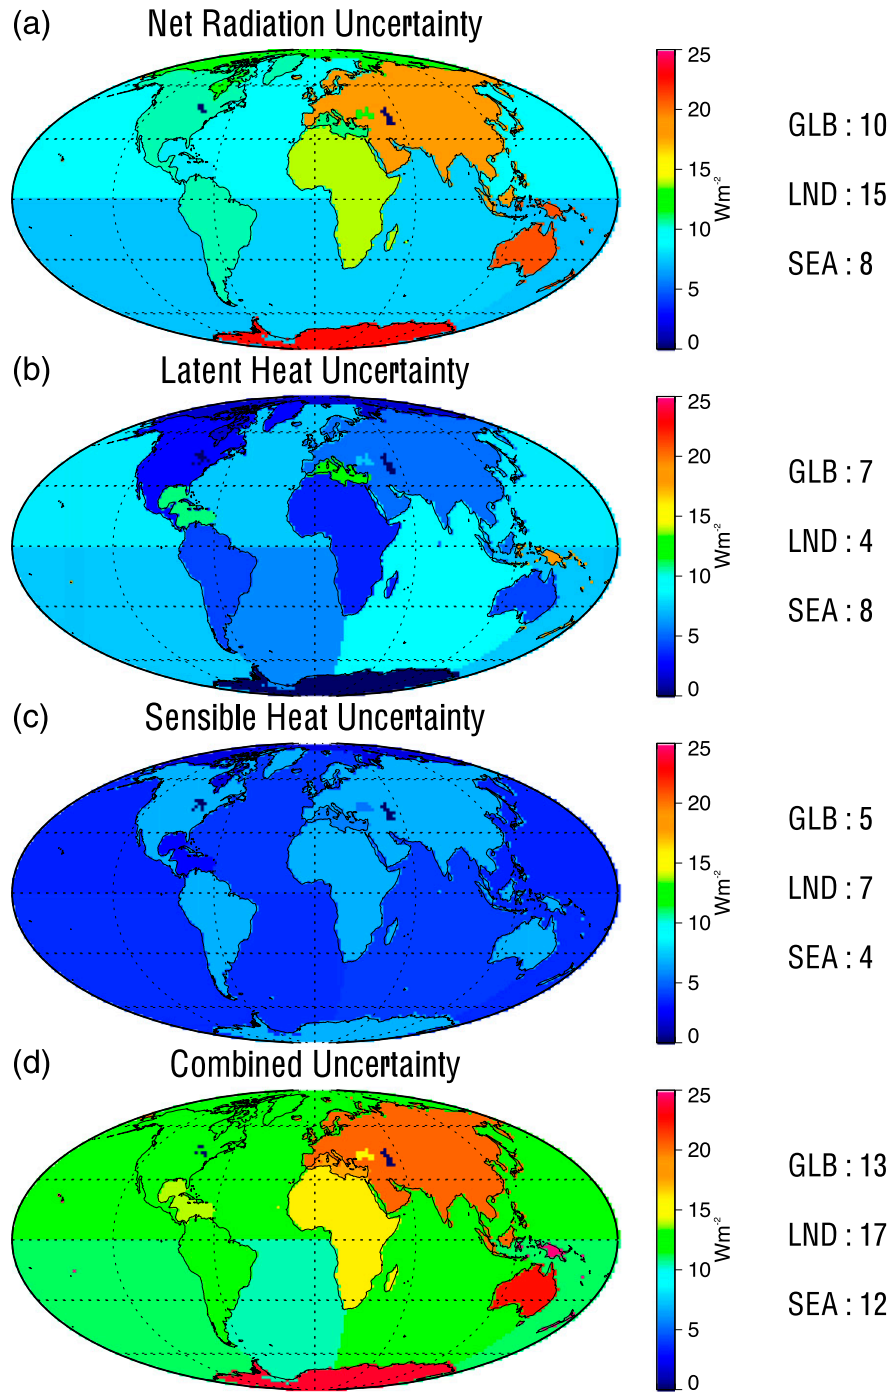 (a) Net Radiation Uncertainty
25
20
15
10
5
0
Wm-2
GLB : 10
LND : 15
SEA : 8
(b) Latent Heat Uncertainty
25
20
15
10
5
0
Wm-2
GLB : 7
LND : 4
SEA : 8
(c) Sensible Heat Uncertainty
25
20
15
10
5
0
Wm-2
GLB : 5
LND : 7
SEA : 4
(d) Combined Uncertainty
25
20
15
10
5
0
Wm-2
GLB : 13
LND : 17
SEA : 12